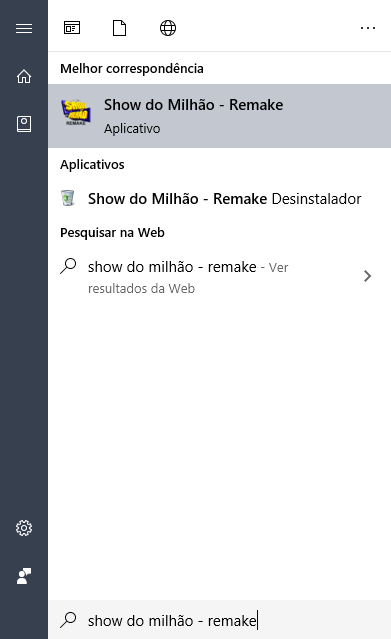 Melhor correspondência
Show do Milhão - Remake
Aplicativo
Aplicativos
Show do Milhão - Remake Desinstalador
Pesquisar na Web
show do milhão - remake - Ver
resultados da Web
show do milhão - remake